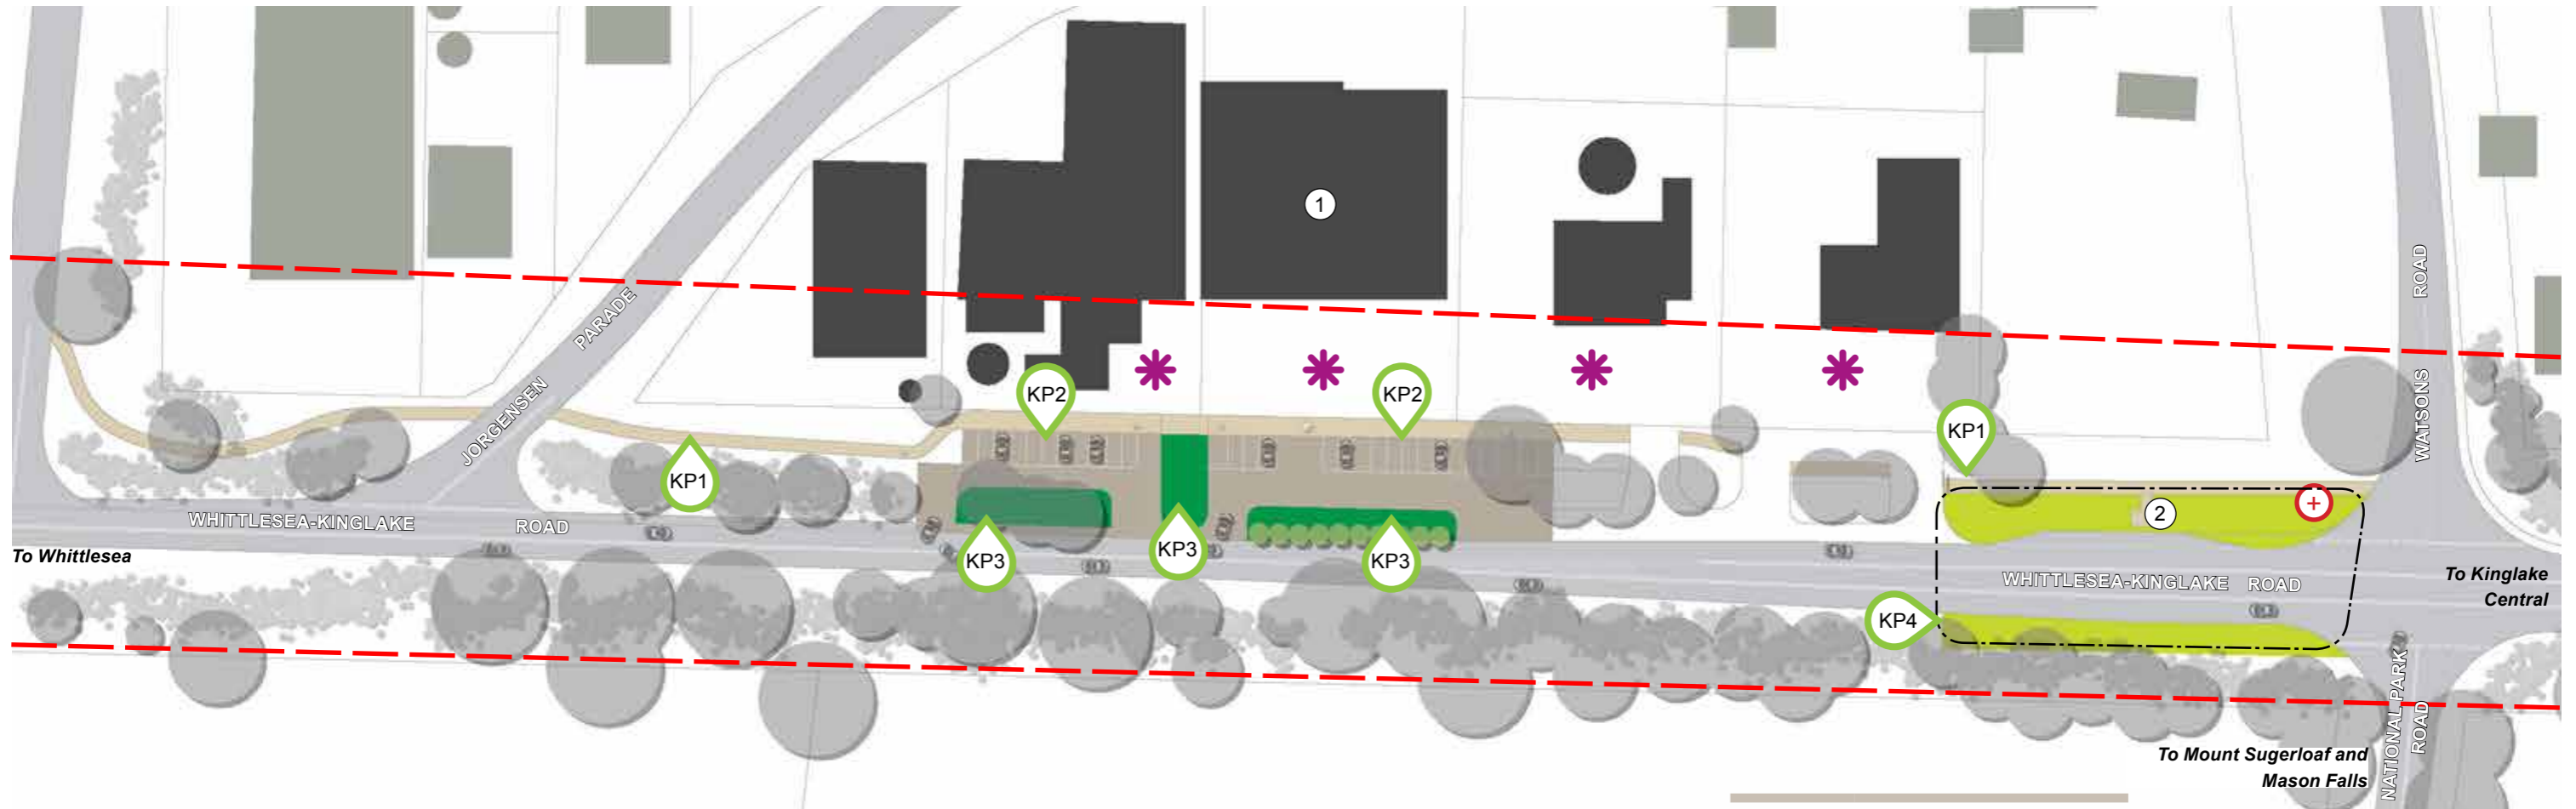 1
ROAD
PARADE
WATSONS
KP2
KP2
JORGENSEN
KP1
KP1
+
2
WHITTLESEA-KINGLAKE ROAD
To Whittlesea
KP3
KP3
KP3
WHITTLESEA-KINGLAKE ROAD
To Kinglake
Central
KP4
NATIONAL PARK
ROAD
To Mount Sugerloaf and
Mason Falls